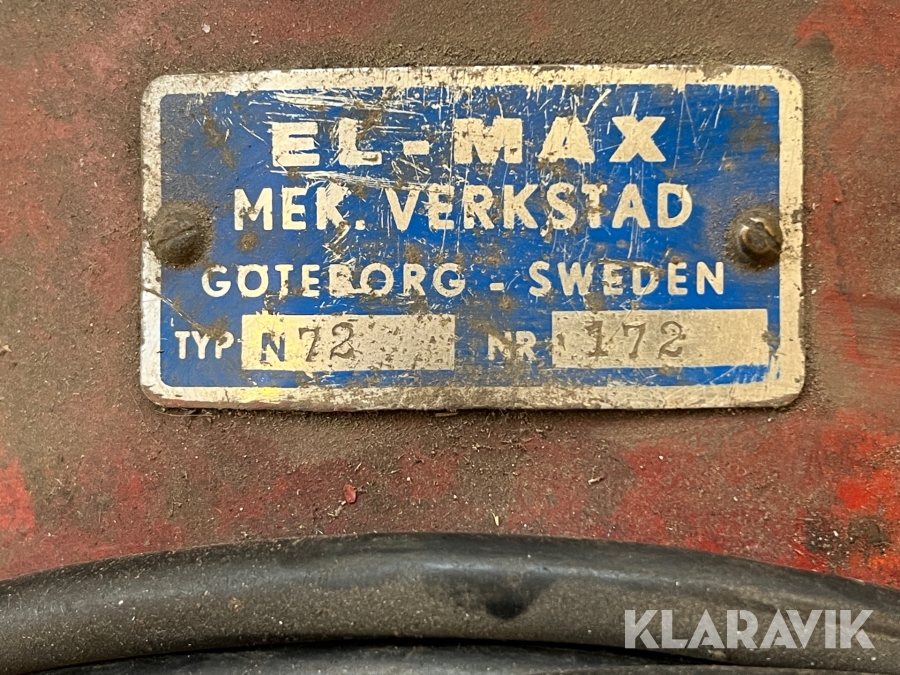 EL-MAX
MEK. VERKSTAD
GÖTEBORG - SWEDEN
TYP N72 NR 172
KLARAVIK